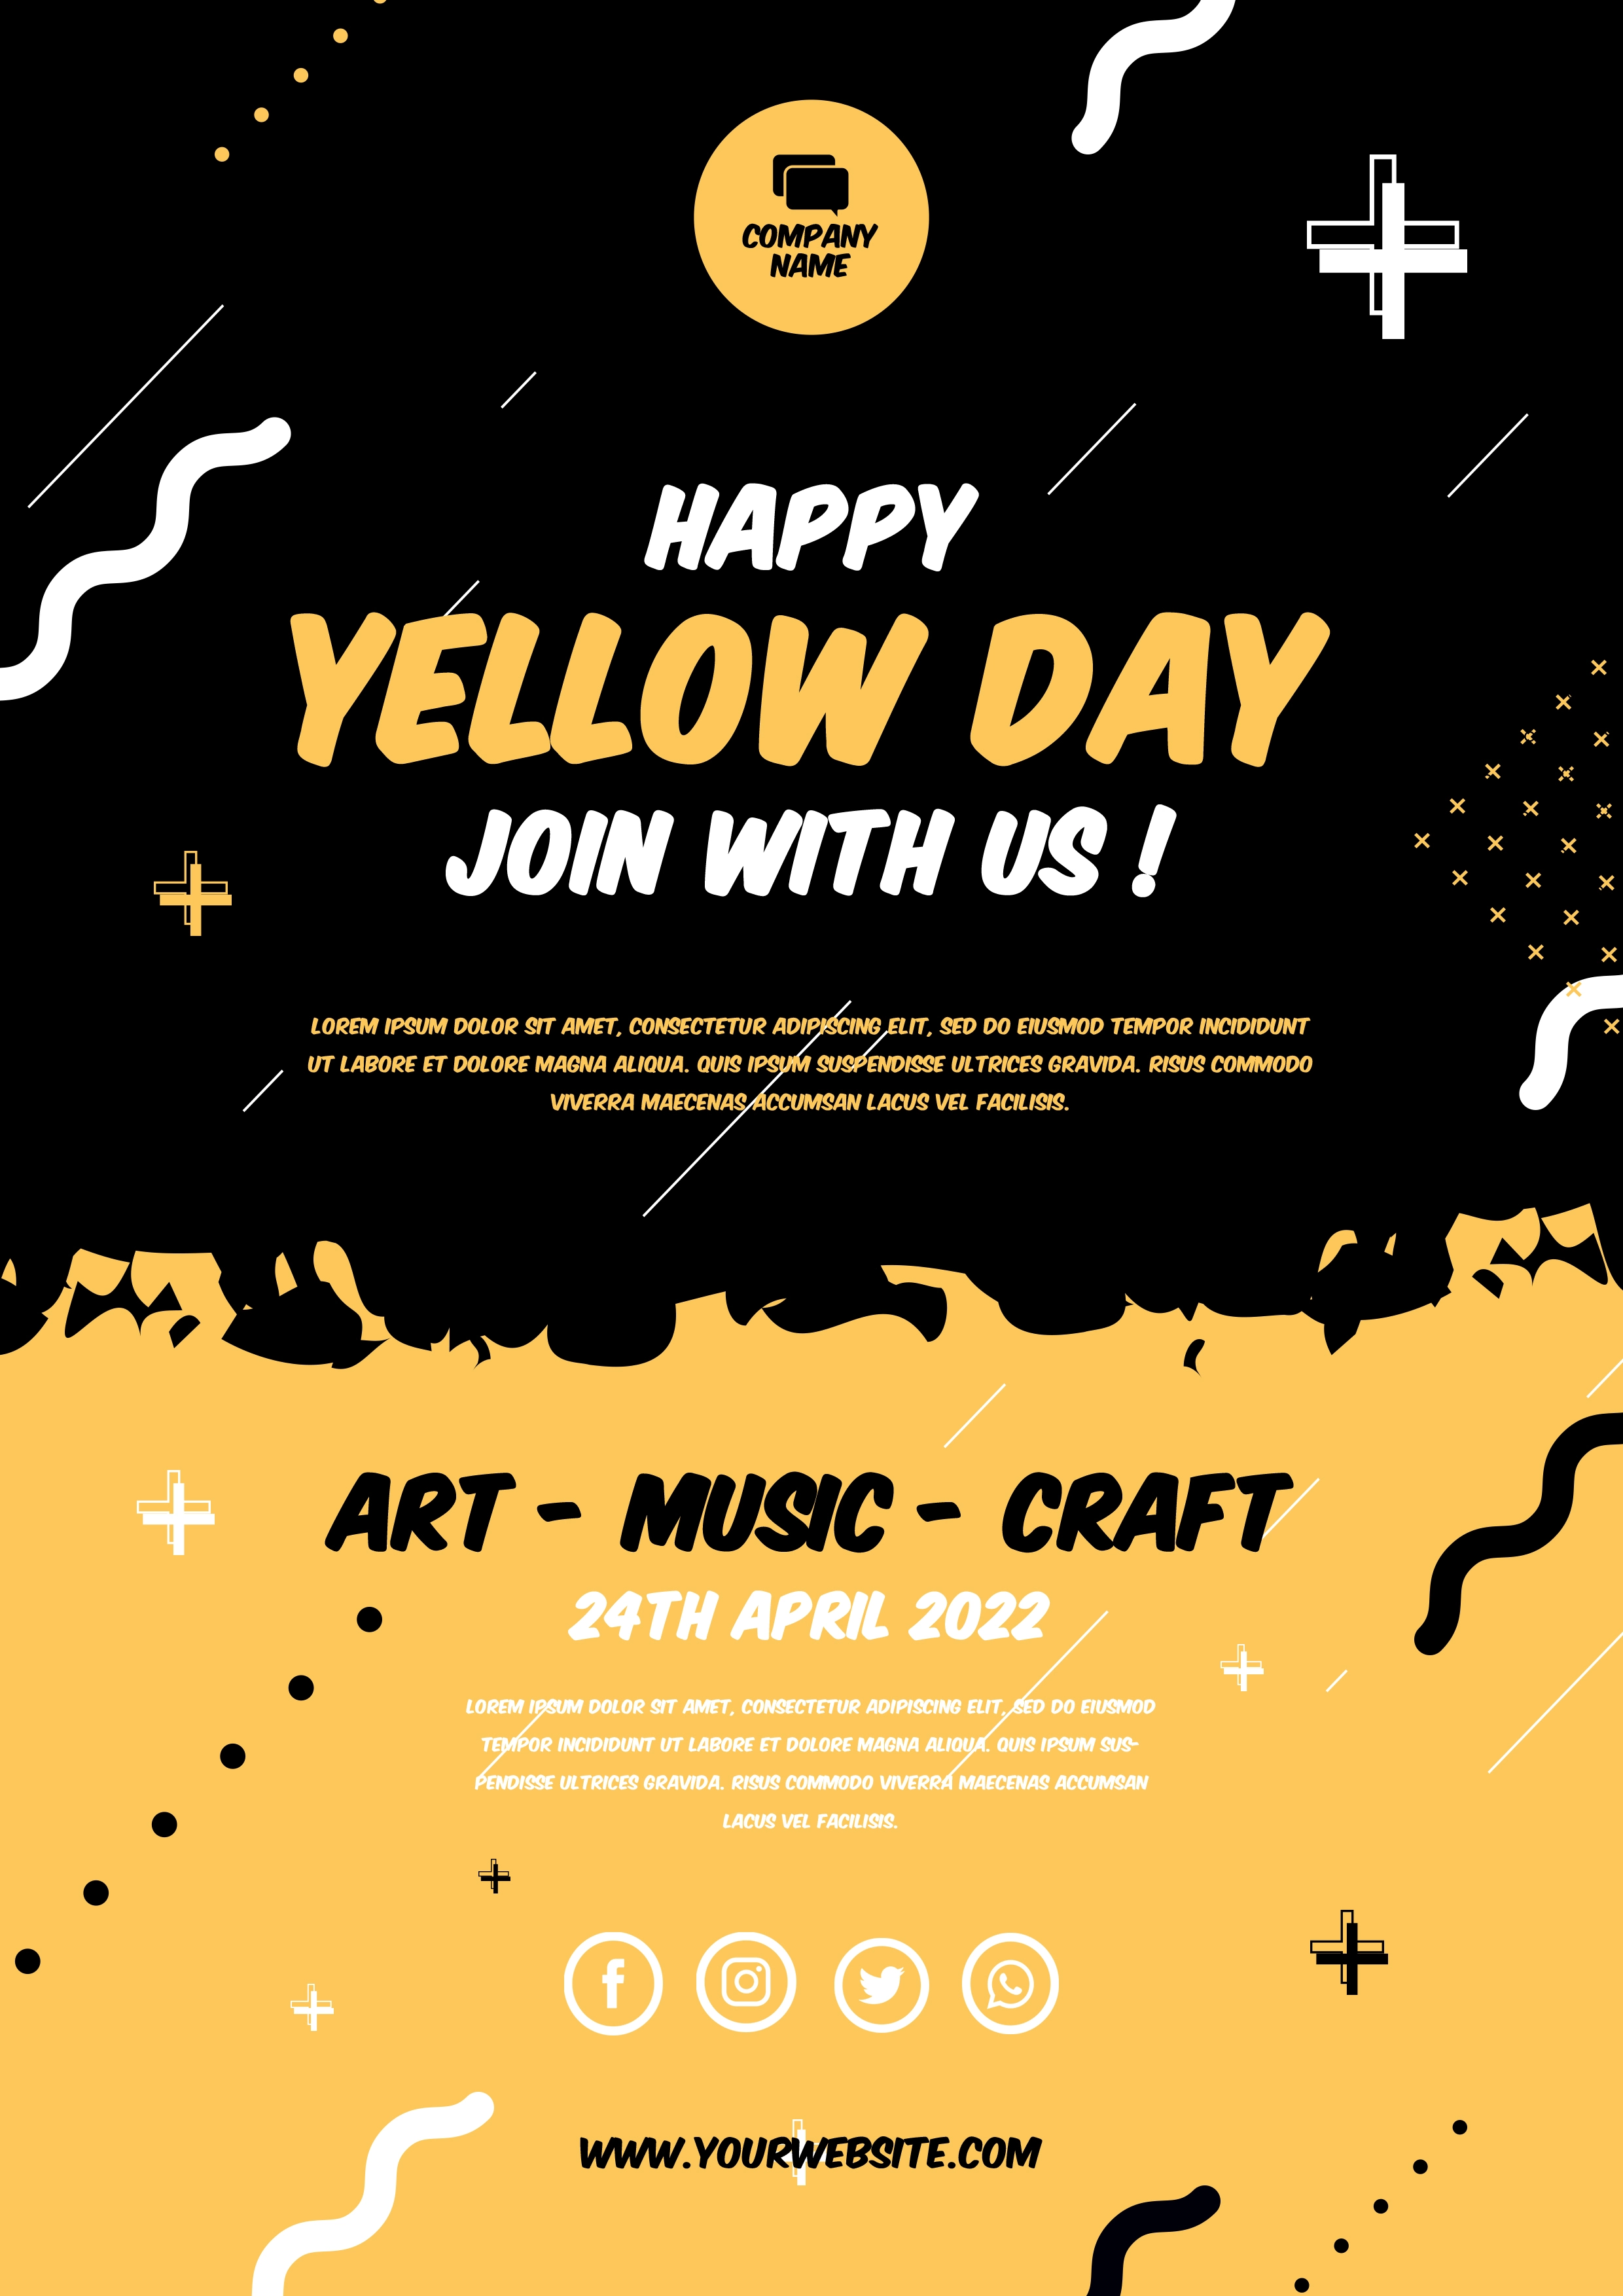 COMPANY
NAME
HAPPY
YELLOW DAY
JOIN WITH US !
LOREM IPSUM DOLOR SIT AMET, CONSECTETUR ADIPISCING ELIT, SED DO EIUSMOD TEMPOR INCIDIDUNT
UT LABORE ET DOLORE MAGNA ALIQUA. QUIS IPSUM SUSPENDISSE ULTRICES GRAVIDA. RISUS COMMODO
VIVERRA MAECENAS ACCUMSAN LACUS VEL FACILISIS.
ART - MUSIC - CRAFT
24TH APRIL 2022
LOREM IPSUM DOLOR SIT AMET, CONSECTETUR ADIPISCING ELIT, SED DO EIUSMOD
TEMPOR INCIDIDUNT UT LABORE ET DOLORE MAGNA ALIQUA. QUIS IPSUM SUS-
PENDISSE ULTRICES GRAVIDA. RISUS COMMODO VIVERRA MAECENAS ACCUMSAN
LACUS VEL FACILISIS.
WWW.YOURWEBSITE.COM